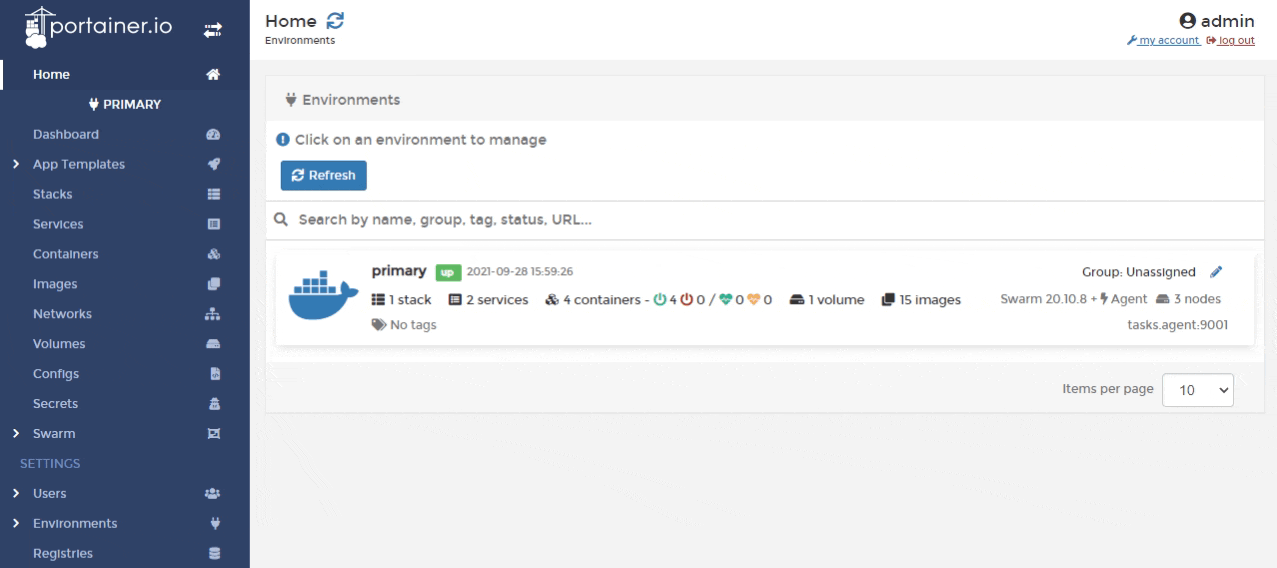 portainer.io
Home
PRIMARY
Dashboard
App Templates
Stacks
Services
Containers
Images
Networks
Volumes
Configs
Secrets
Swarm
SETTINGS
Users
Environments
Registries
Home
Environments
admin
my account log out
Environments
Click on an environment to manage
Refresh
Search by name, group, tag, status, URL...
primary up 2021-09-28 15:59:26 Group: Unassigned
1 stack 2 services 4 containers - 4 0 / 0 0 1 volume 15 images Swarm 20.10.8 + Agent 3 nodes
No tags tasks.agent:9001
Items per page 10